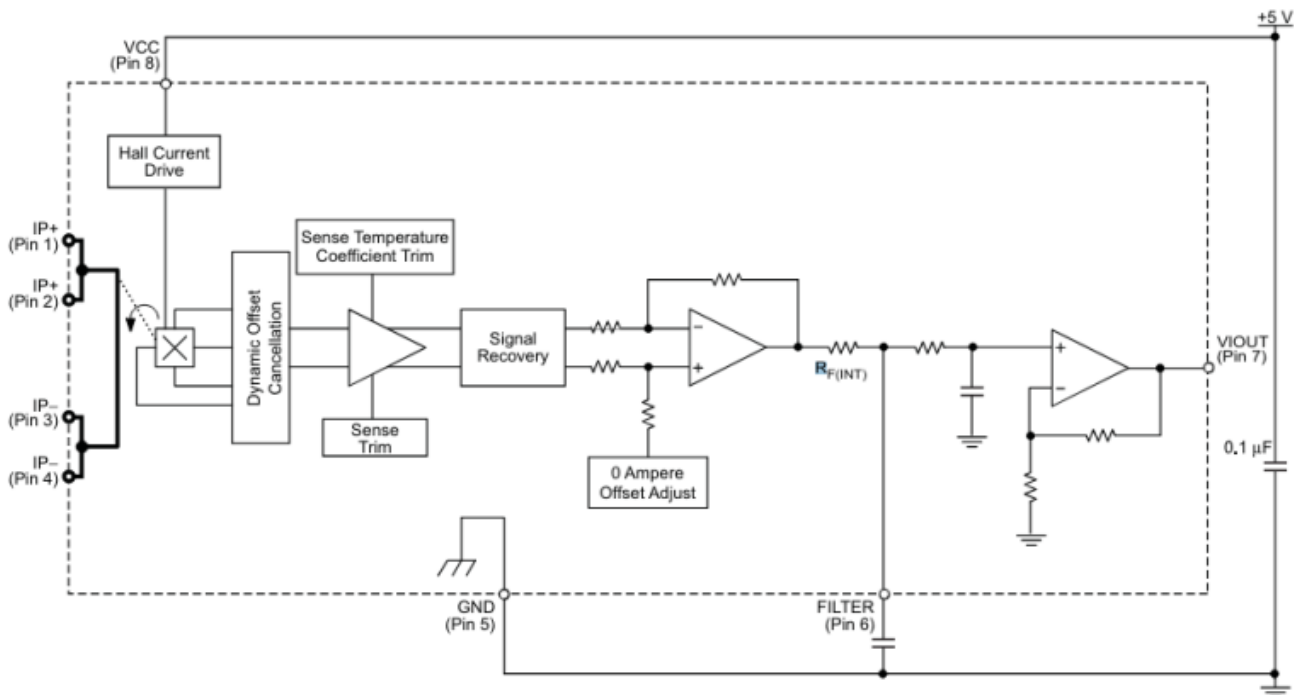 +5 V
VCC
(Pin 8)
Hall Current
Drive
IP+
(Pin 1)
IP+
(Pin 2)
IP–
(Pin 3)
IP–
(Pin 4)
Dynamic Offset
Cancellation
Sense Temperature
Coefficient Trim
Sense
Trim
Signal
Recovery
0 Ampere
Offset Adjust
RF(INT)
VIOUT
(Pin 7)
0.1 µF
GND
(Pin 5)
FILTER
(Pin 6)
−
+
+
−